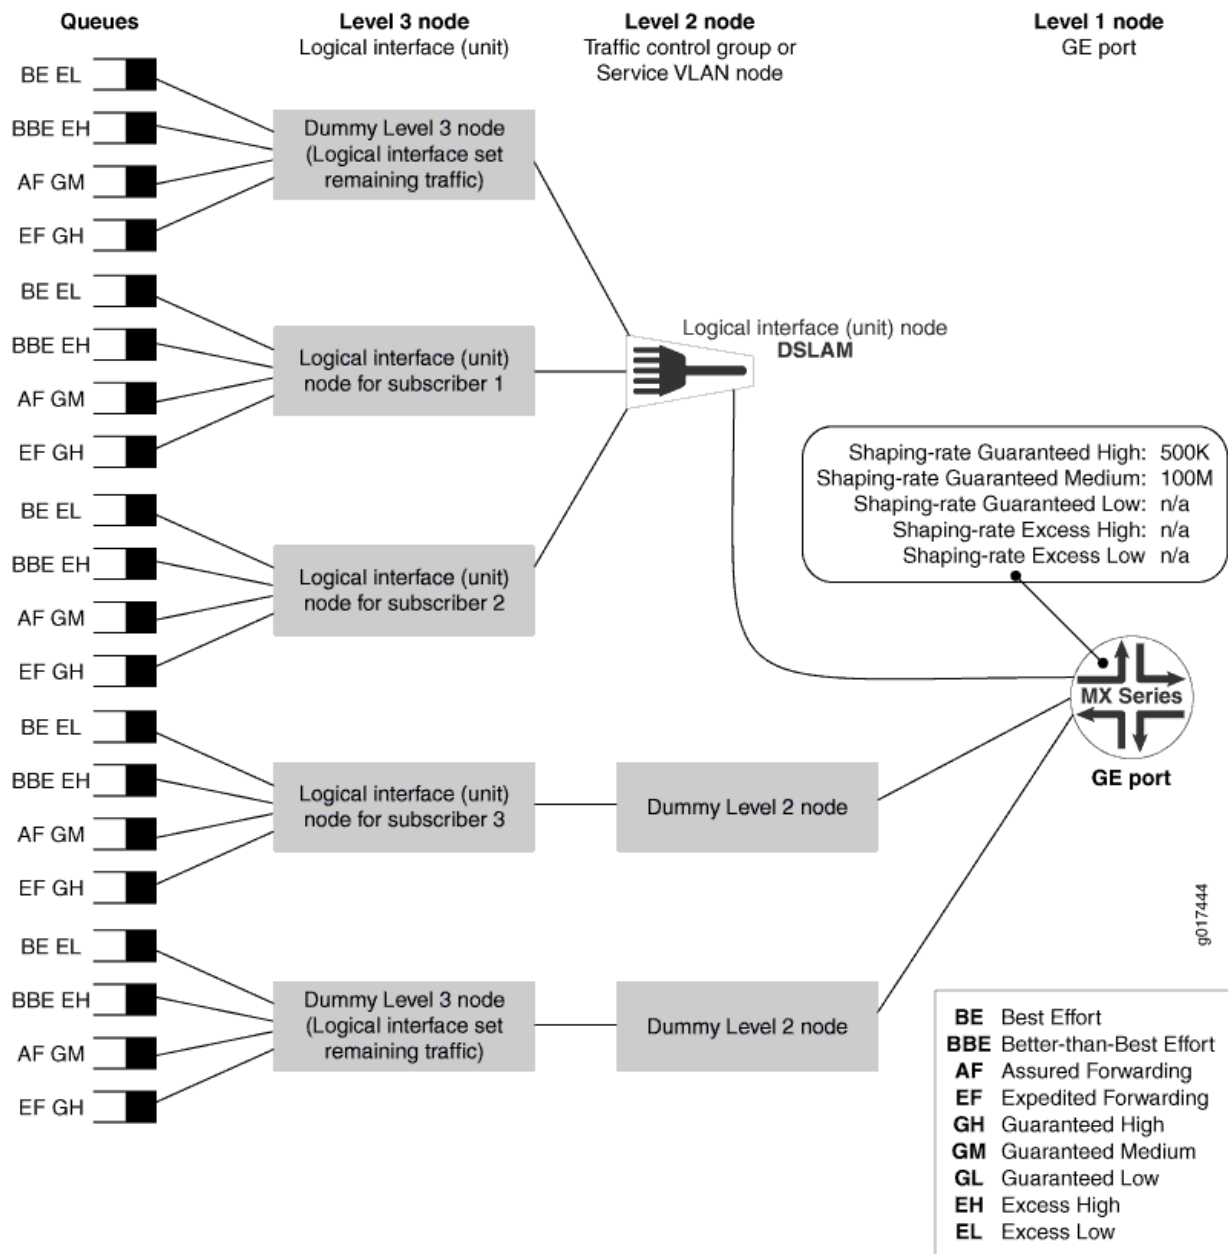 Queues
Level 3 node
Logical interface (unit)
Level 2 node
Traffic control group or
Service VLAN node
Level 1 node
GE port
BE EL
BBE EH
AF GM
EF GH
Dummy Level 3 node
(Logical interface set
remaining traffic)
BE EL
BBE EH
AF GM
EF GH
Logical interface (unit)
node for subscriber 1
Logical interface (unit) node
DSLAM
BE EL
BBE EH
AF GM
EF GH
Logical interface (unit)
node for subscriber 2
Shaping-rate Guaranteed High: 500K
Shaping-rate Guaranteed Medium: 100M
Shaping-rate Guaranteed Low: n/a
Shaping-rate Excess High: n/a
Shaping-rate Excess Low n/a
MX Series
GE port
BE EL
BBE EH
AF GM
EF GH
Logical interface (unit)
node for subscriber 3
Dummy Level 2 node
BE EL
BBE EH
AF GM
EF GH
Dummy Level 3 node
(Logical interface set
remaining traffic)
Dummy Level 2 node
g017444
BE Best Effort
BBE Better-than-Best Effort
AF Assured Forwarding
EF Expedited Forwarding
GH Guaranteed High
GM Guaranteed Medium
GL Guaranteed Low
EH Excess High
EL Excess Low